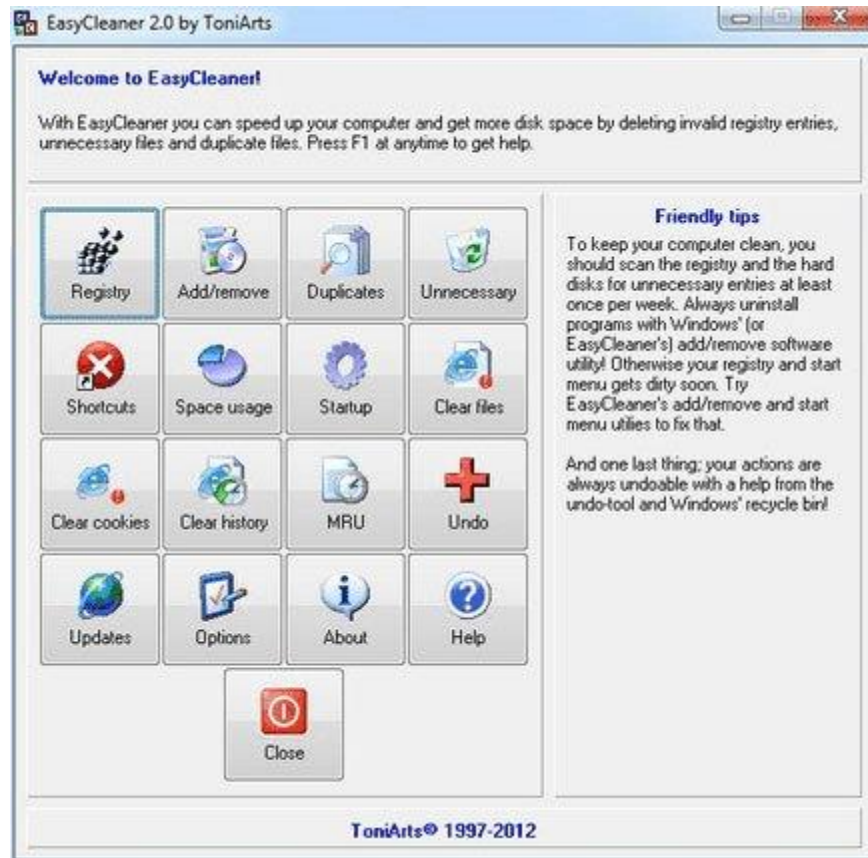 EasyCleaner 2.0 by ToniArts
Welcome to EasyCleaner!
With EasyCleaner you can speed up your computer and get more disk space by deleting invalid registry entries,
unnecessary files and duplicate files. Press F1 at anytime to get help.
Registry
Add/remove
Duplicates
Unnecessary
Shortcuts
Space usage
Startup
Clear files
Clear cookies
Clear history
MRU
Undo
Updates
Options
About
Help
Close
Friendly tips
To keep your computer clean, you
should scan the registry and the hard
disks for unnecessary entries at least
once per week. Always uninstall
programs with Windows' (or
EasyCleaner's) add/remove software
utility! Otherwise your registry and start
menu gets dirty soon. Try
EasyCleaner's add/remove and start
menu utilies to fix that.
And one last thing; your actions are
always undoable with a help from the
undo-tool and Windows' recycle bin!
ToniArts© 1997-2012